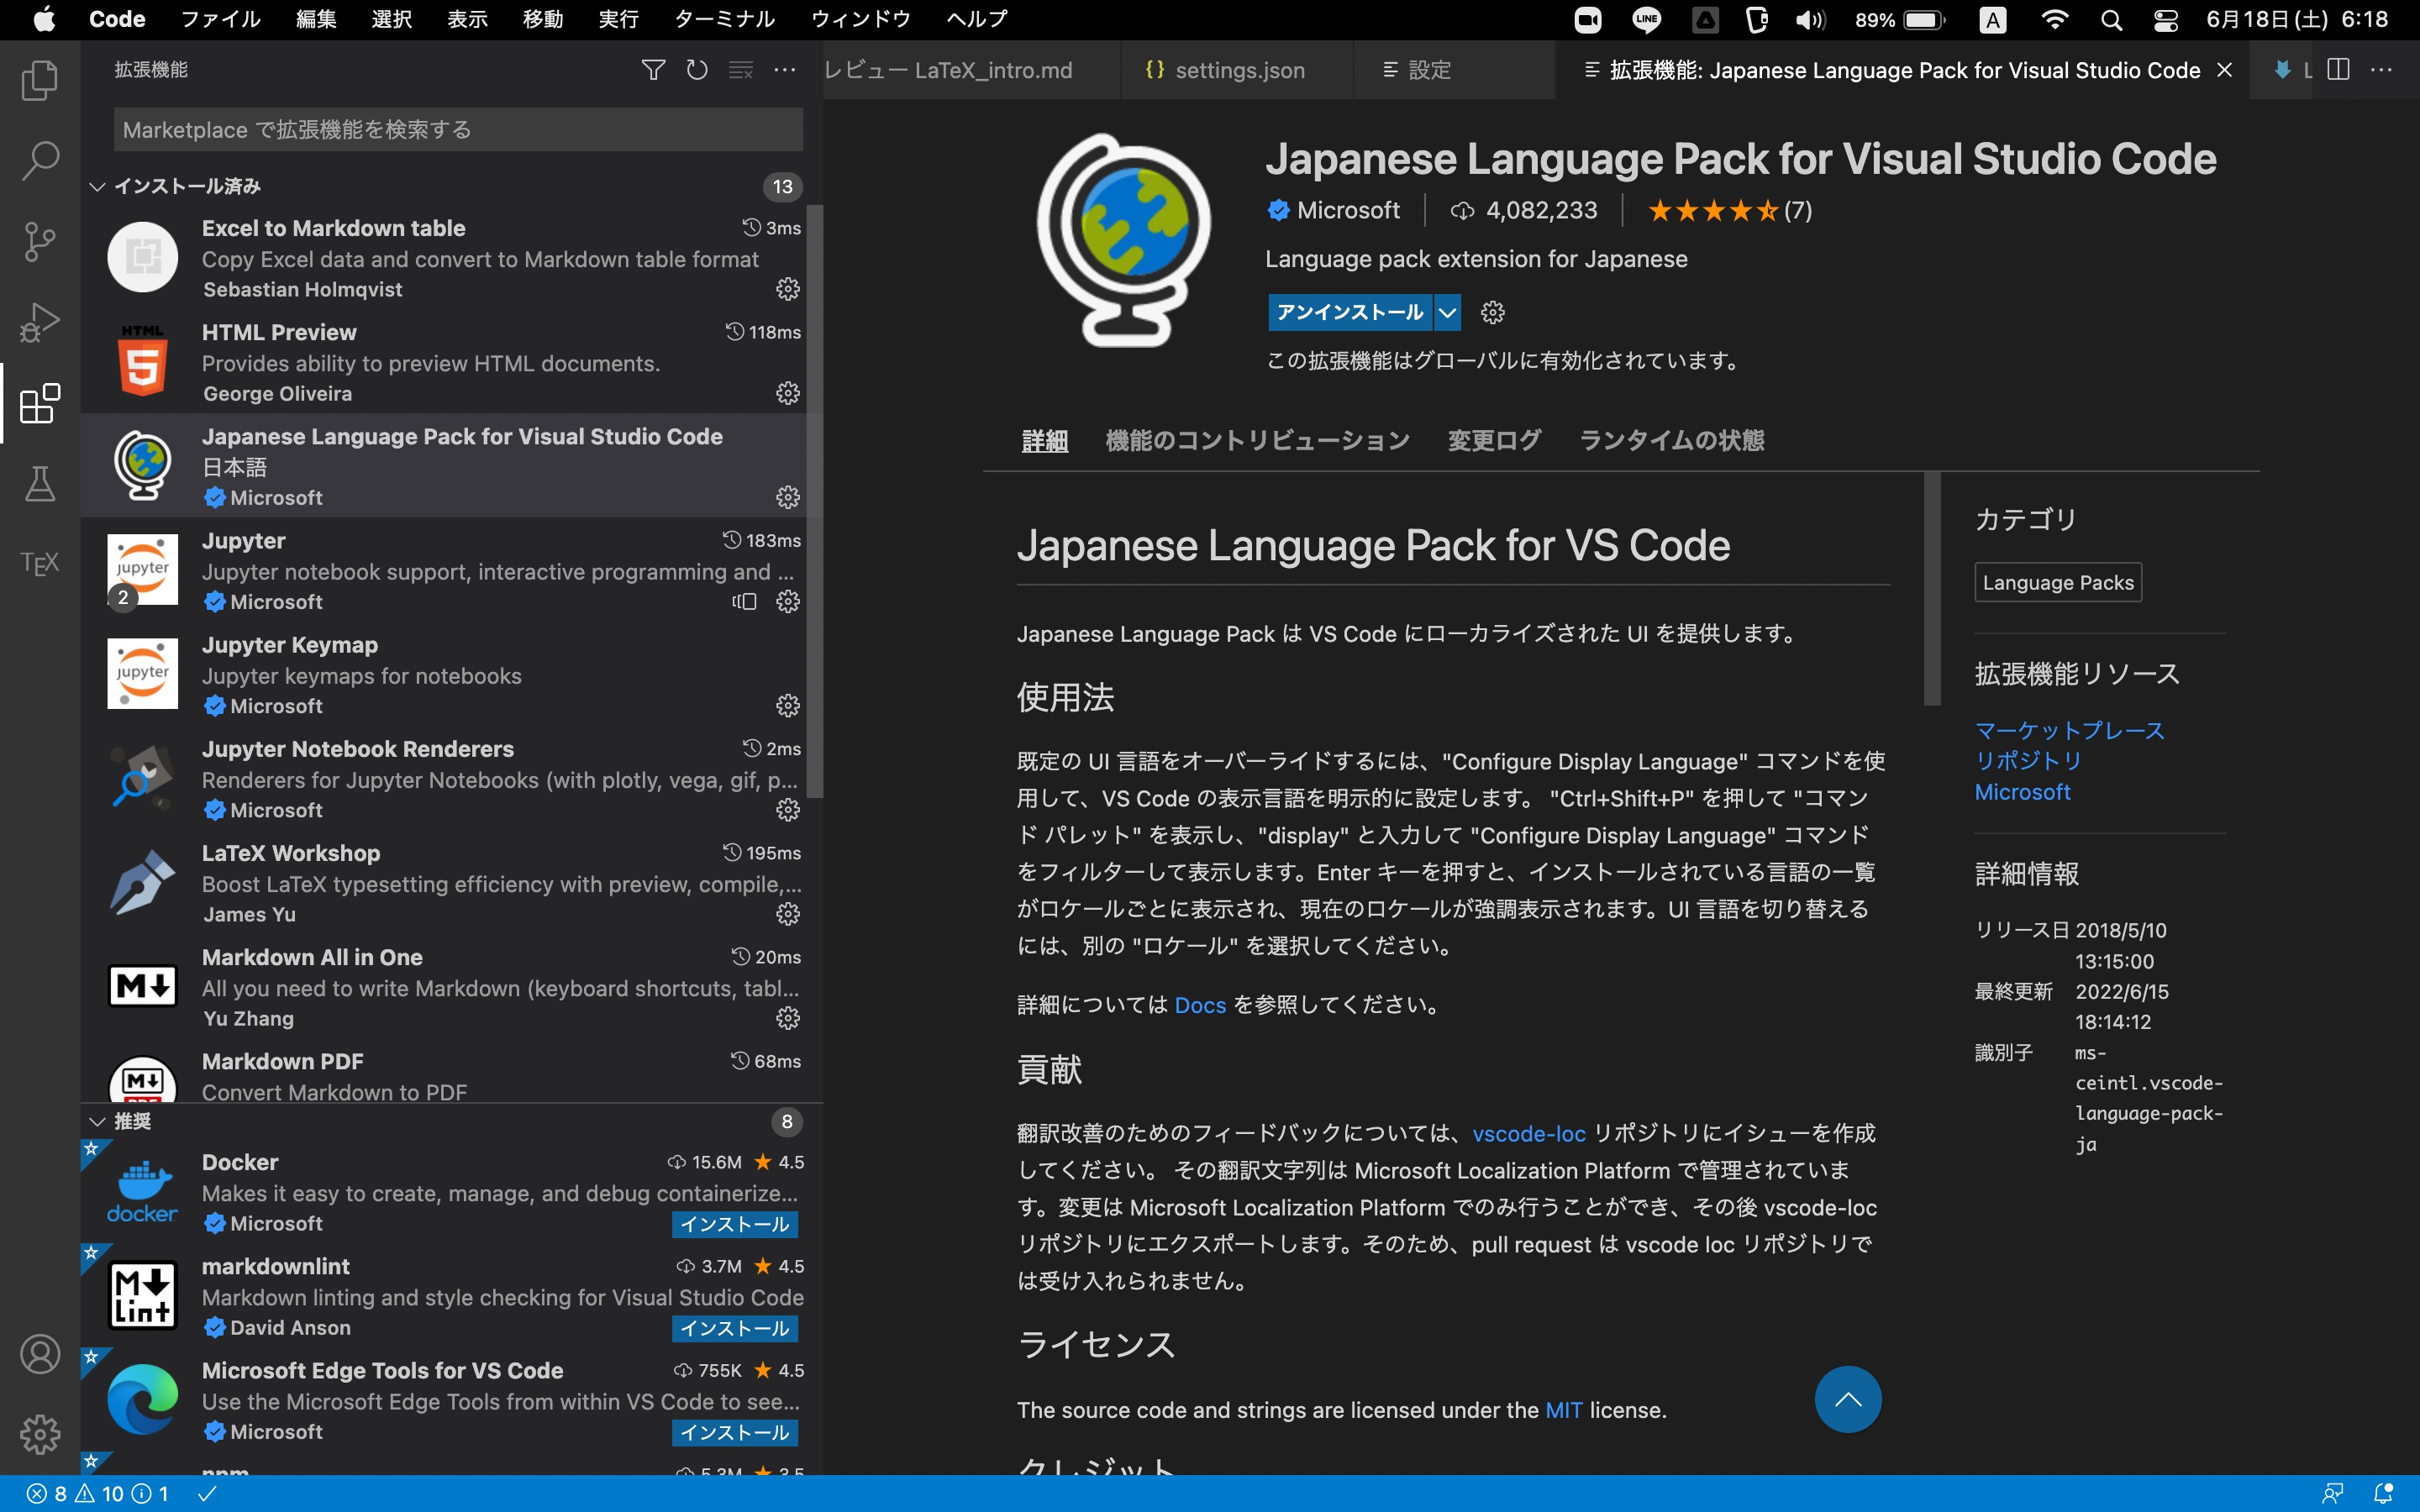 Code ファイル 編集 選択 表示 移動 実行 ターミナル ウィンドウ ヘルプ LINE 89% A 6月18日(土) 6:18
拡張機能
レビュー LaTeX_intro.md {} settings.json 設定 拡張機能: Japanese Language Pack for Visual Studio Code L
Marketplace で拡張機能を検索する
インストール済み 13
Excel to Markdown table 3ms
Copy Excel data and convert to Markdown table format
Sebastian Holmqvist
HTML
5
HTML Preview 118ms
Provides ability to preview HTML documents.
George Oliveira
Japanese Language Pack for Visual Studio Code
日本語
Microsoft
jupyter
2
Jupyter 183ms
Jupyter notebook support, interactive programming and ...
Microsoft
jupyter
Jupyter Keymap
Jupyter keymaps for notebooks
Microsoft
Jupyter Notebook Renderers 2ms
Renderers for Jupyter Notebooks (with plotly, vega, gif, p...
Microsoft
LaTeX Workshop 195ms
Boost LaTeX typesetting efficiency with preview, compile,...
James Yu
M
Markdown All in One 20ms
All you need to write Markdown (keyboard shortcuts, tabl...
Yu Zhang
M
Markdown PDF 68ms
Convert Markdown to PDF
推奨 8
docker
Docker 15.6M 4.5
Makes it easy to create, manage, and debug containerize...
Microsoft インストール
M
Lint
markdownlint 3.7M 4.5
Markdown linting and style checking for Visual Studio Code
David Anson インストール
Microsoft Edge Tools for VS Code 755K 4.5
Use the Microsoft Edge Tools from within VS Code to see...
Microsoft インストール
npm 5.3M 3.5
TEX
Japanese Language Pack for Visual Studio Code
Microsoft 4,082,233 (7)
Language pack extension for Japanese
アンインストール
この拡張機能はグローバルに有効化されています。
詳細 機能のコントリビューション 変更ログ ランタイムの状態
Japanese Language Pack for VS Code
Japanese Language Pack は VS Code にローカライズされた UI を提供します。
使用法
既定の UI 言語をオーバーライドするには、"Configure Display Language" コマンドを使
用して、VS Code の表示言語を明示的に設定します。 "Ctrl+Shift+P" を押して "コマン
ド パレット" を表示し、"display" と入力して "Configure Display Language" コマンド
をフィルターして表示します。Enter キーを押すと、インストールされている言語の一覧
がロケールごとに表示され、現在のロケールが強調表示されます。UI 言語を切り替える
には、別の "ロケール" を選択してください。
詳細については Docs を参照してください。
貢献
翻訳改善のためのフィードバックについては、vscode-loc リポジトリにイシューを作成
してください。 その翻訳文字列は Microsoft Localization Platform で管理されていま
す。変更は Microsoft Localization Platform でのみ行うことができ、その後 vscode-loc
リポジトリにエクスポートします。そのため、pull request は vscode loc リポジトリで
は受け入れられません。
ライセンス
The source code and strings are licensed under the MIT license.
クレジット
カテゴリ
Language Packs
拡張機能リソース
マーケットプレース
リポジトリ
Microsoft
詳細情報
リリース日 2018/5/10
13:15:00
最終更新 2022/6/15
18:14:12
識別子 ms-
ceintl.vscode-
language-pack-
ja
8 10 1